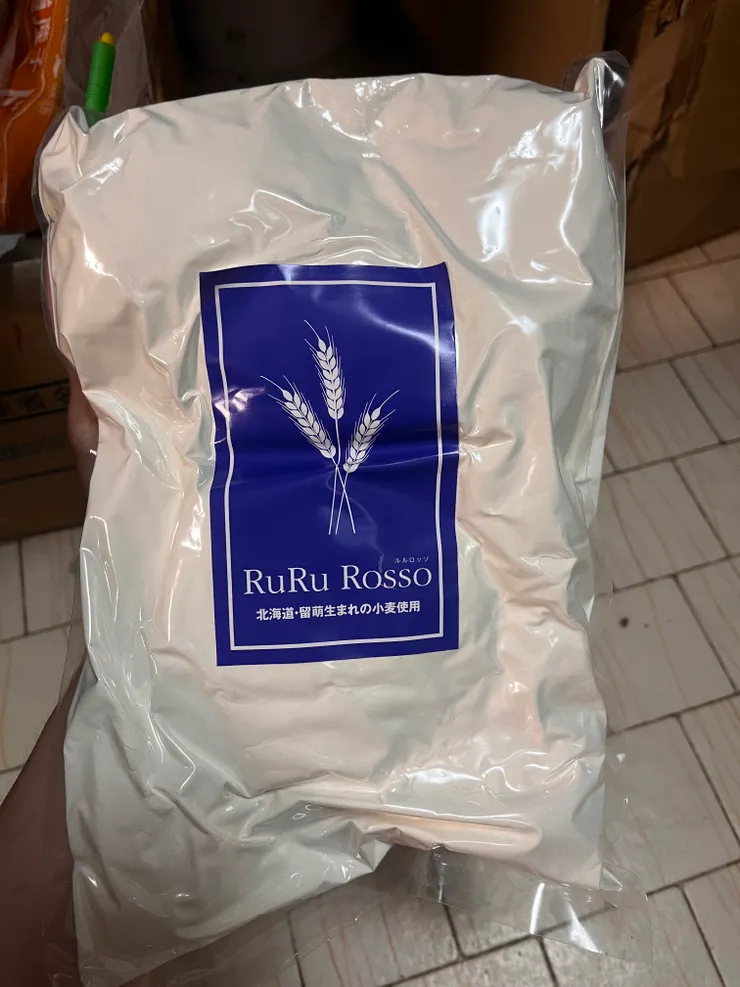 ルルロッソ
RuRu Rosso
北海道・留萌生まれの小麦使用